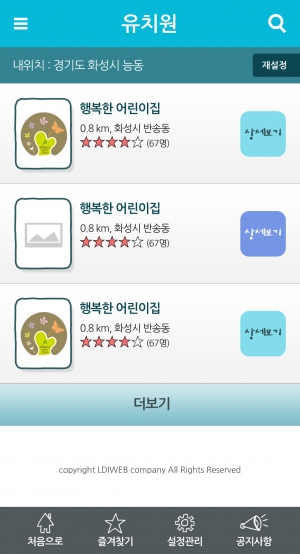 유치원
내위치 : 경기도 화성시 능동
재설정
행복한 어린이집
0.8 km, 화성시 반송동
(67명)
상세보기
행복한 어린이집
0.8 km, 화성시 반송동
(67명)
상세보기
행복한 어린이집
0.8 km, 화성시 반송동
(67명)
상세보기
더보기
copyright LDIWEB company All Rights Reserved
처음으로
즐겨찾기
설정관리
공지사항